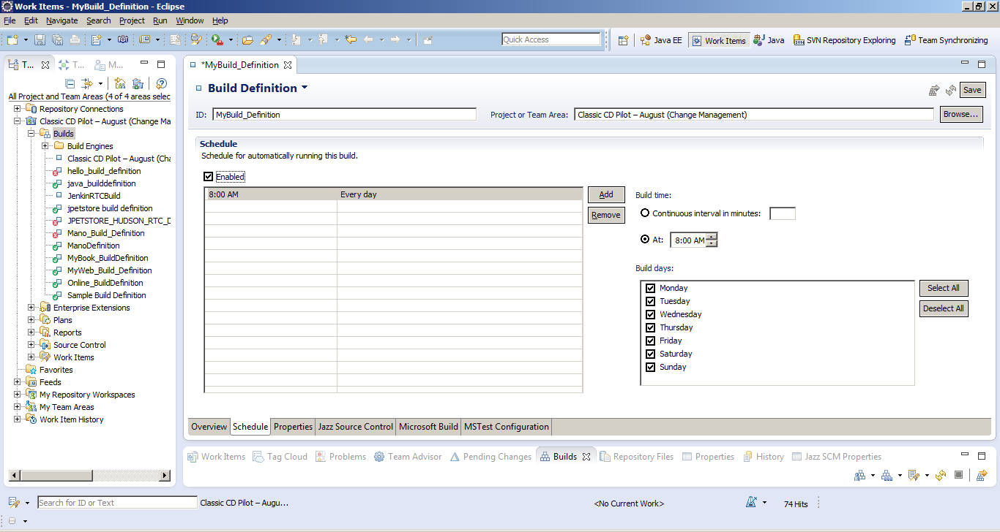 Work Items - MyBuild_Definition - Eclipse
File Edit Navigate Search Project Run Window Help
Quick Access
Java EE Work Items Java SVN Repository Exploring Team Synchronizing
T... T... M...
All Project and Team Areas (4 of 4 areas selec
Repository Connections
Classic CD Pilot – August (Change Ma
Builds
Build Engines
Classic CD Pilot – August (Cha
hello_build_definition
java_builddefinition
JenkinRTCBuild
jpetstore build definition
JPETSTORE_HUDSON_RTC_D
Mano_Build_Definition
ManoDefinition
MyBook_BuildDefinition
MyWeb_Build_Definition
Online_BuildDefinition
Sample Build Definition
Enterprise Extensions
Plans
Reports
Source Control
Work Items
Favorites
Feeds
My Repository Workspaces
My Team Areas
Work Item History
*MyBuild_Definition
Build Definition
Save
ID: MyBuild_Definition Project or Team Area: Classic CD Pilot – August (Change Management) Browse...
Schedule
Schedule for automatically running this build.
Enabled
8:00 AM Every day
Add
Remove
Build time:
Continuous interval in minutes:
At: 8:00 AM
Build days:
Monday
Tuesday
Wednesday
Thursday
Friday
Saturday
Sunday
Select All
Deselect All
Overview Schedule Properties Jazz Source Control Microsoft Build MSTest Configuration
Work Items Tag Cloud Problems Team Advisor Pending Changes Builds Repository Files Properties History Jazz SCM Properties
Search for ID or Text Classic CD Pilot – Augu... <No Current Work> 74 Hits